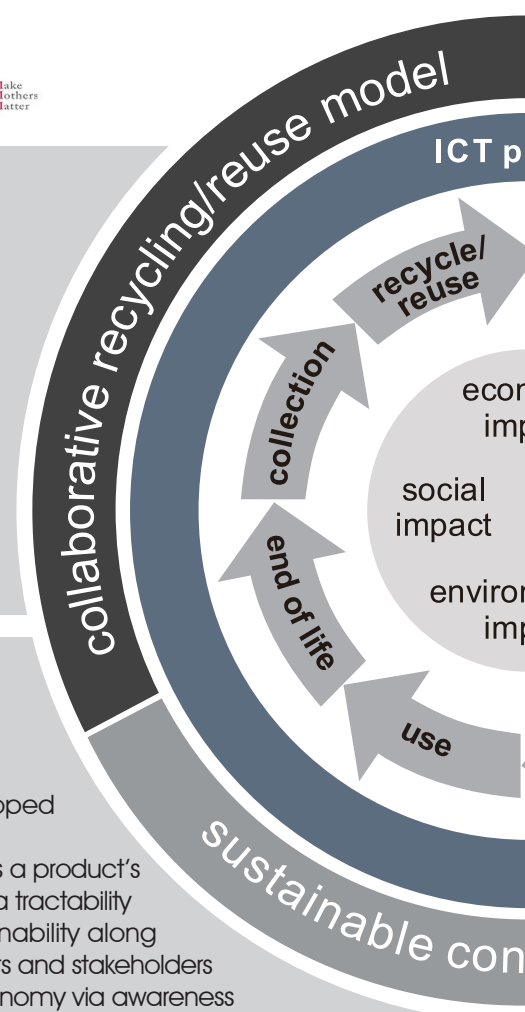 Make
Mothers
Matter
collaborative recycling/reuse model
ICT p
recycle/
reuse
collection
econ
imp
social
impact
end of life
environ
imp
use
sustainable con
oped
s a product's
a tractability
nability along
rs and stakeholders
nomy via awareness